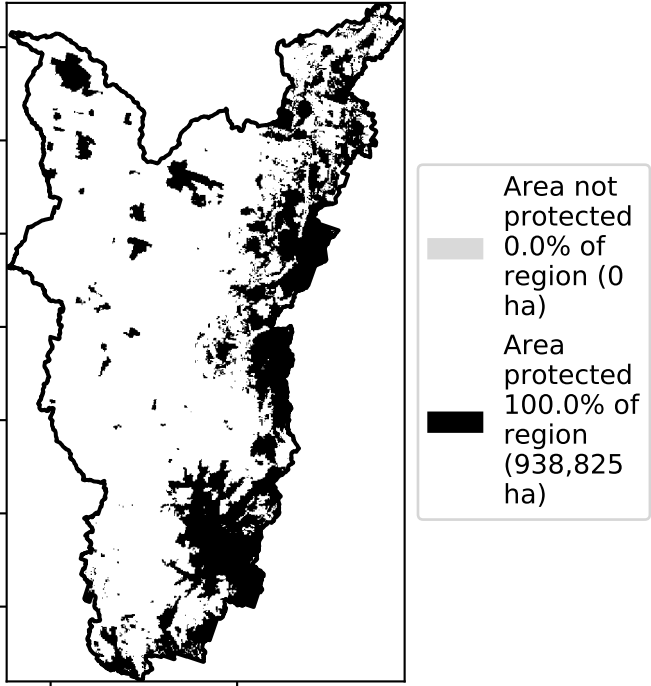 Area not
protected
0.0% of
region (0
ha)
Area
protected
100.0% of
region
(938,825
ha)